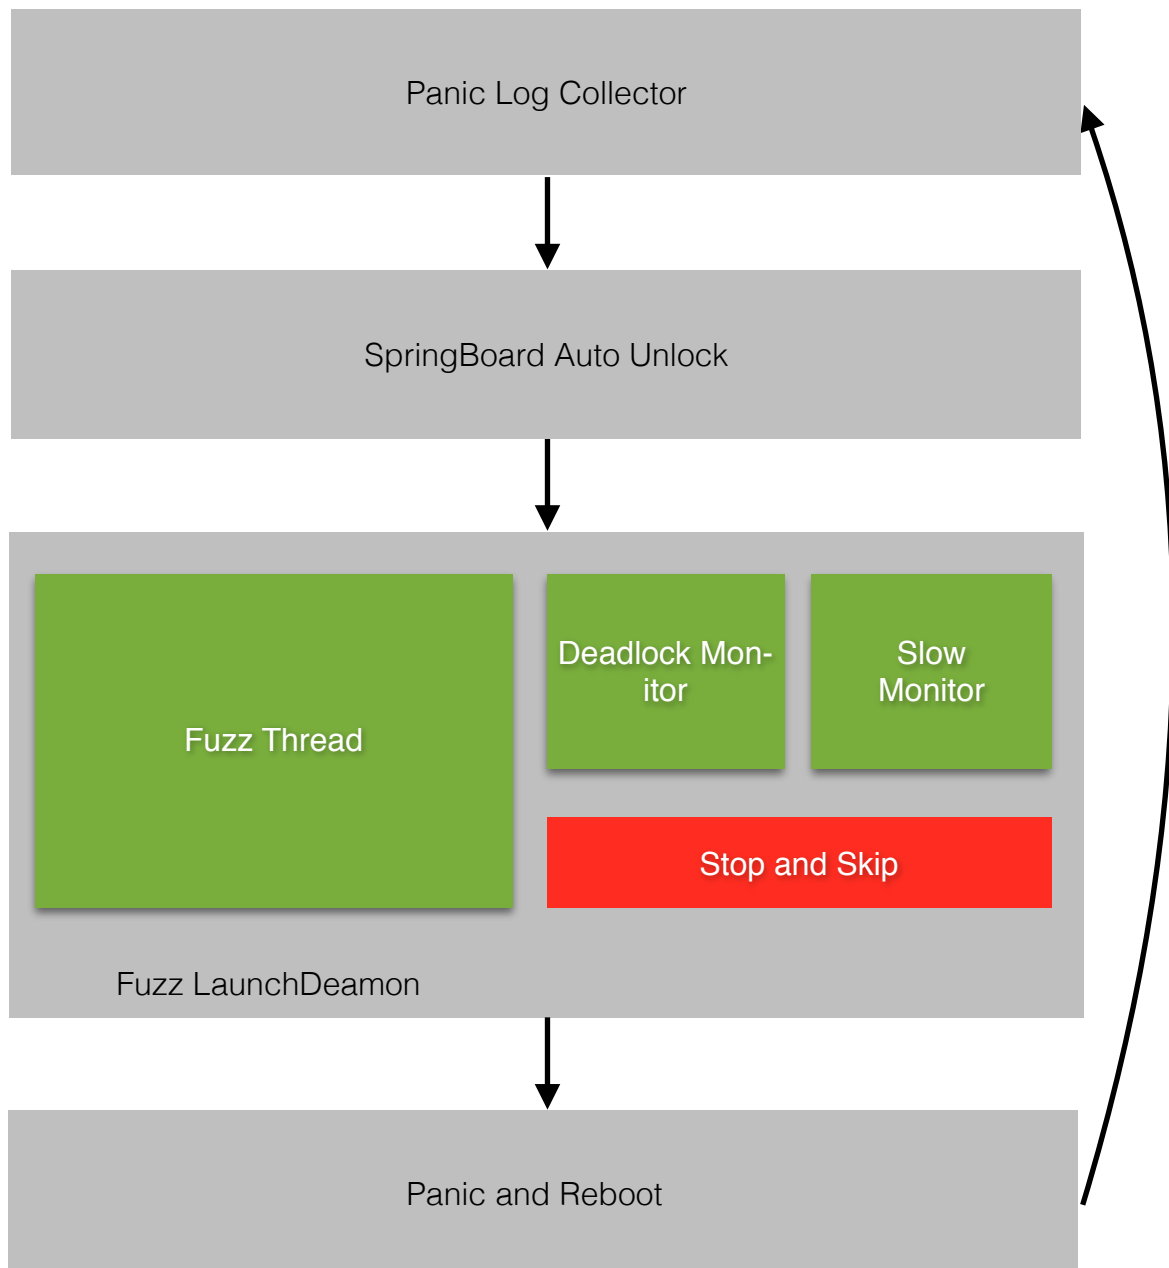 Panic Log Collector
SpringBoard Auto Unlock
Fuzz Thread
Deadlock Mon-
itor
Slow
Monitor
Stop and Skip
Fuzz LaunchDeamon
Panic and Reboot